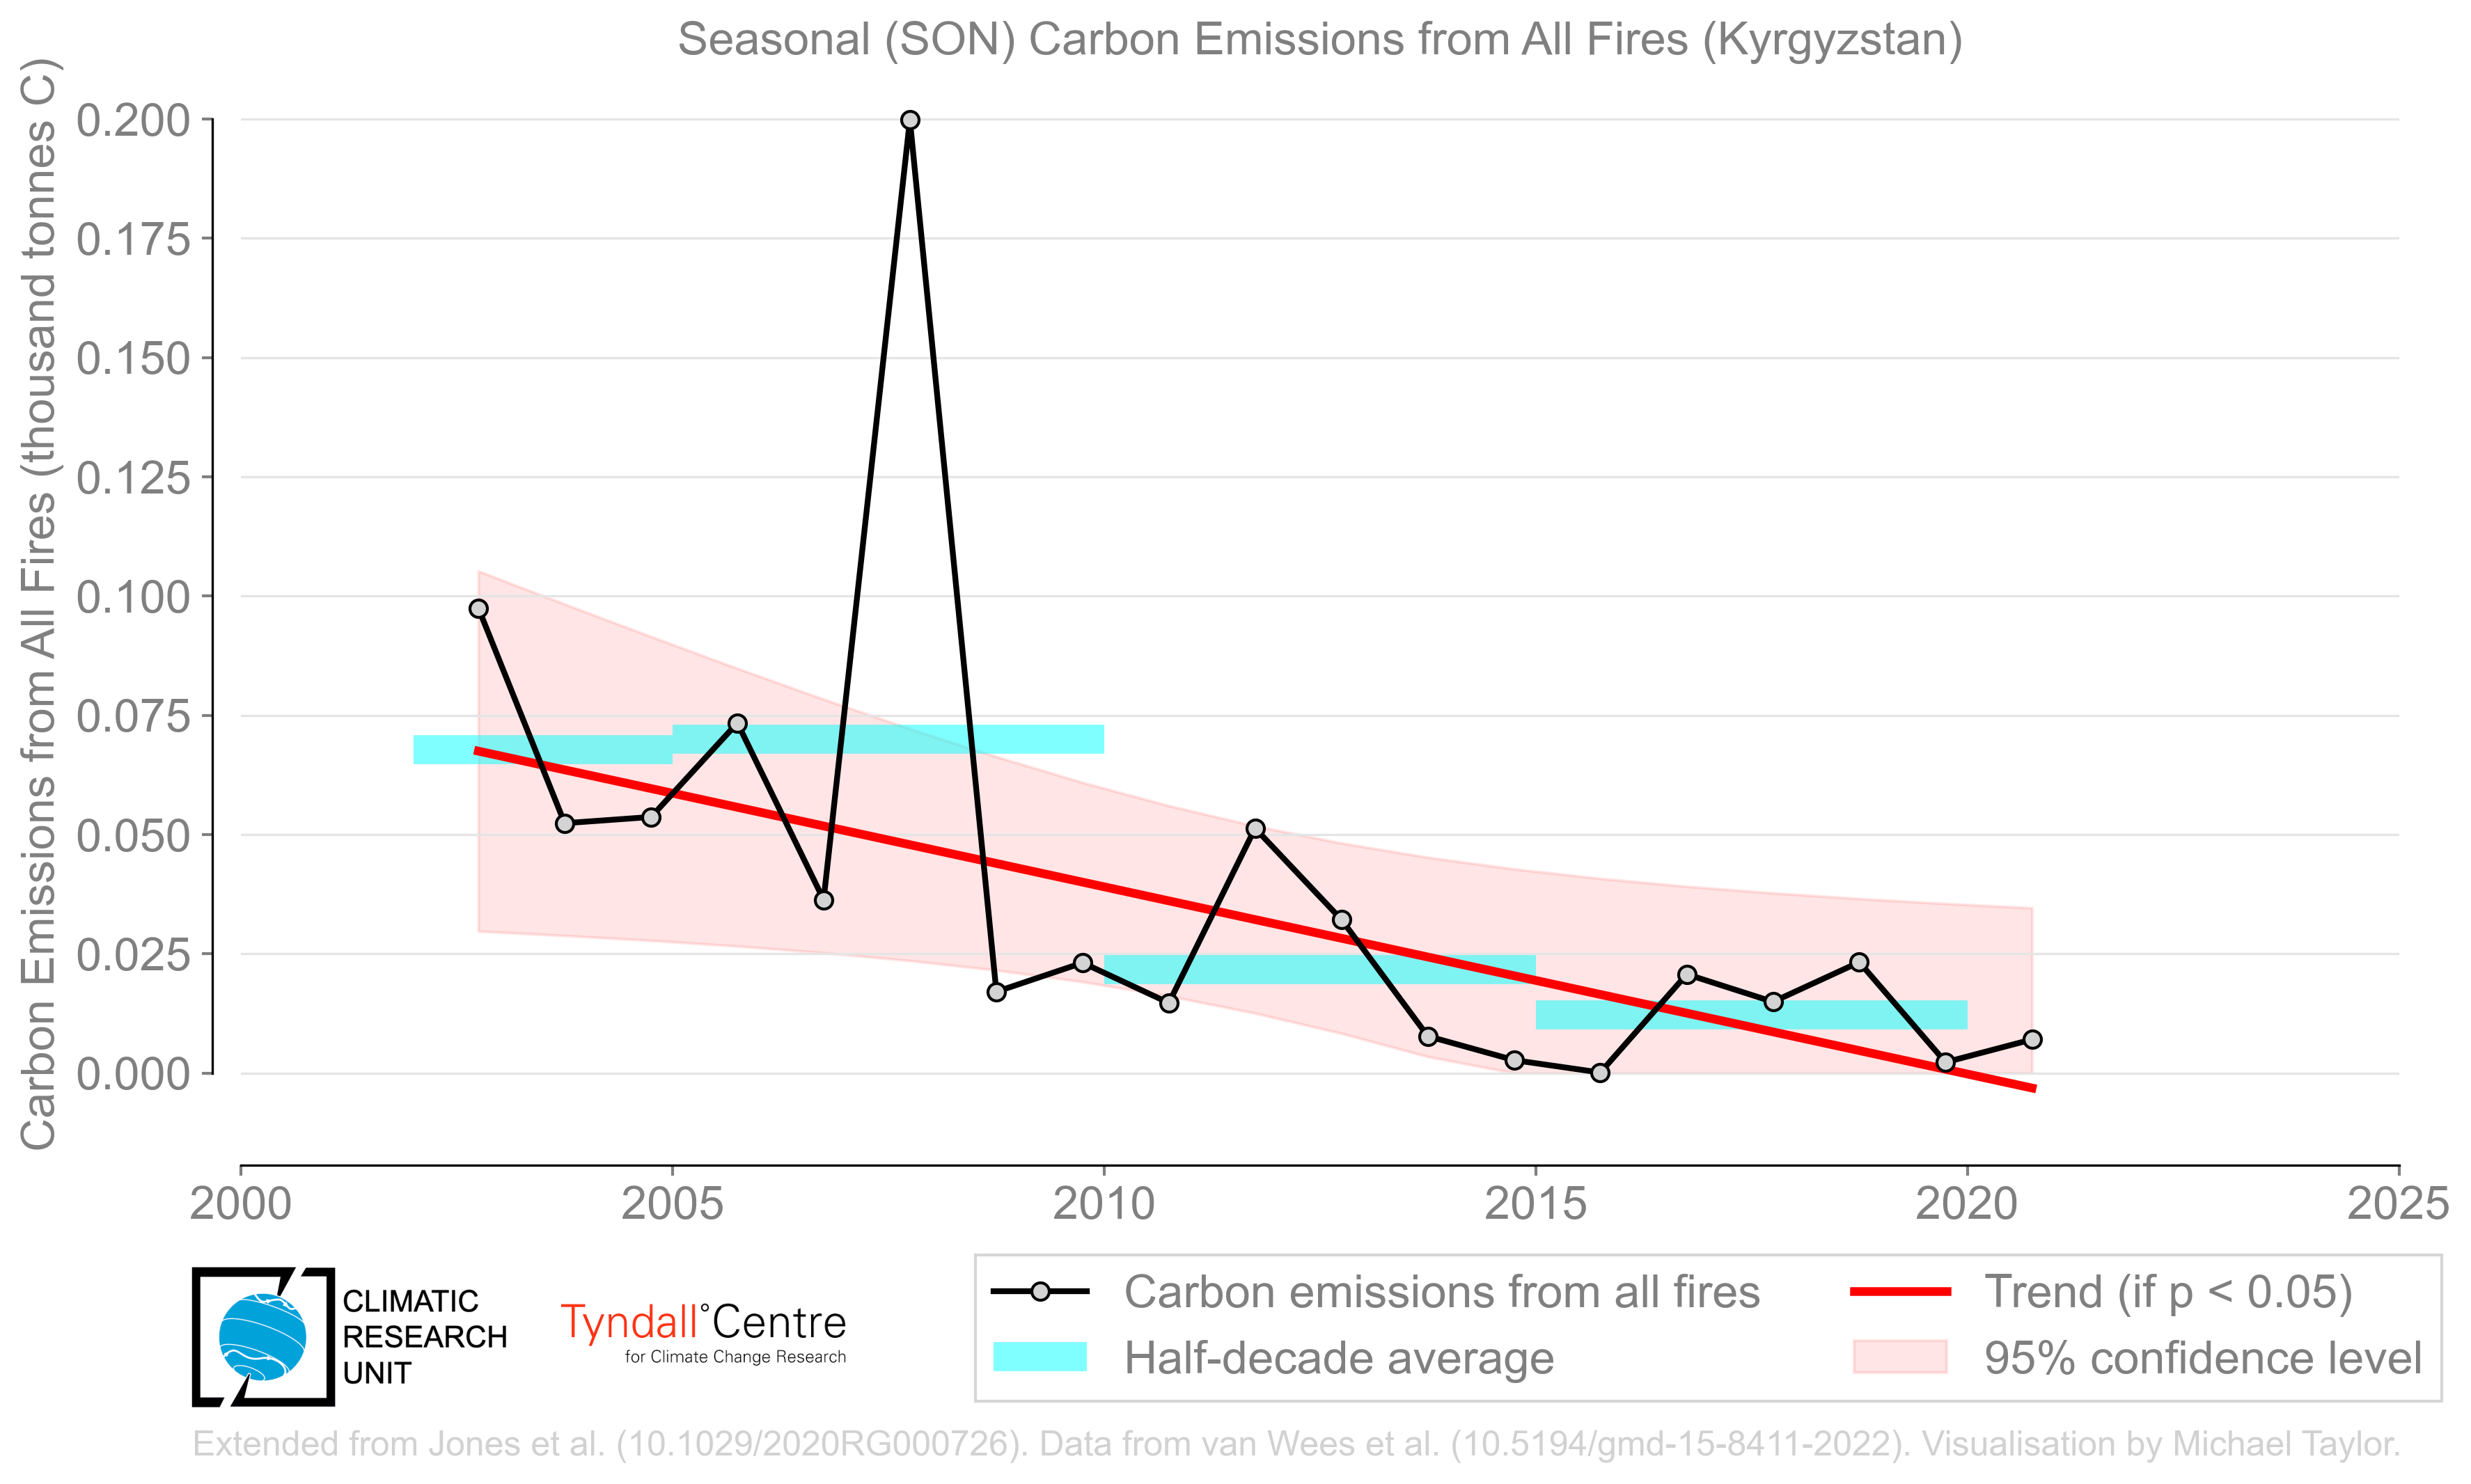 Seasonal (SON) Carbon Emissions from All Fires (Kyrgyzstan)
Carbon Emissions from All Fires (thousand tonnes C)
0.200
0.175
0.150
0.125
0.100
0.075
0.050
0.025
0.000
2000 2005 2010 2015 2020 2025
CLIMATIC
RESEARCH
UNIT
Tyndall°Centre
for Climate Change Research
Carbon emissions from all fires
Half-decade average
Trend (if p < 0.05)
95% confidence level
Extended from Jones et al. (10.1029/2020RG000726). Data from van Wees et al. (10.5194/gmd-15-8411-2022). Visualisation by Michael Taylor.